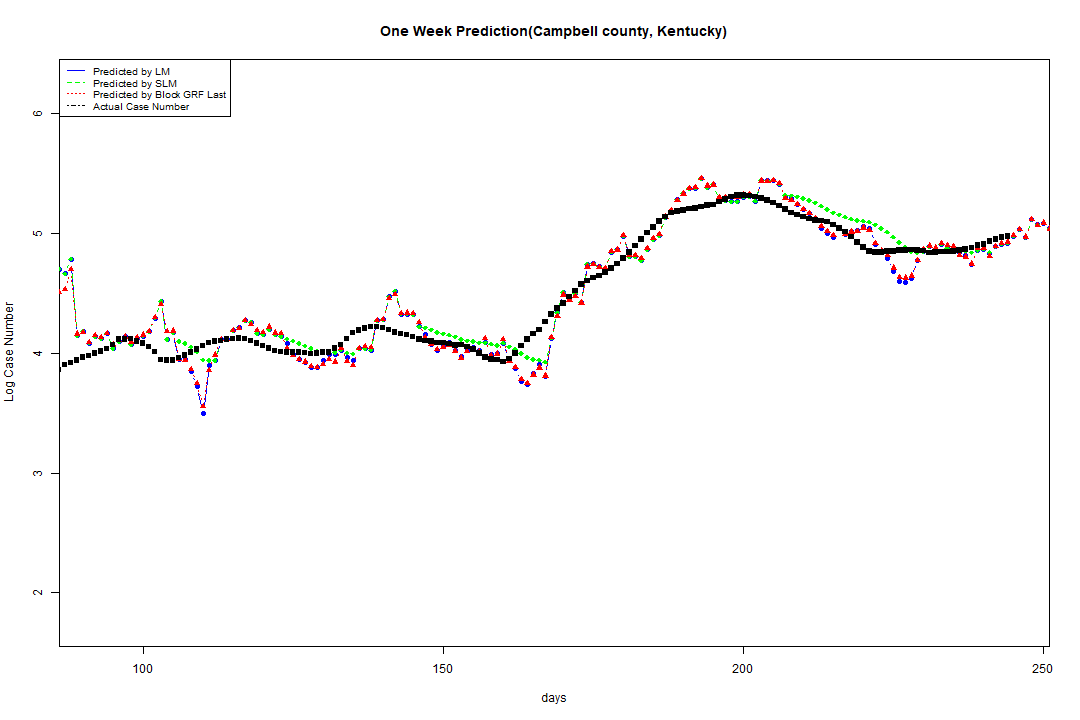 One Week Prediction(Campbell county, Kentucky)
Predicted by LM
Predicted by SLM
Predicted by Block GRF Last
Actual Case Number
6
5
4
3
2
Log Case Number
100 150 200 250
days